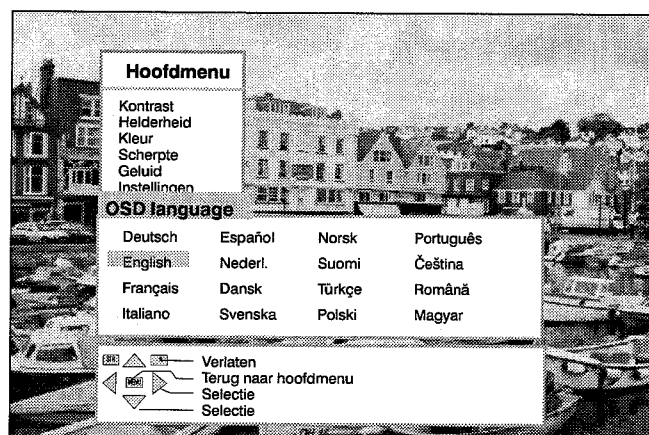 Hoofdmenu
Kontrast
Helderheid
Kleur
Scherpte
Geluid
Instellingen
OSD language
Deutsch Español Norsk Português
English Nederl. Suomi Čeština
Français Dansk Türkçe Română
Italiano Svenska Polski Magyar
Verlaten
MENU Terug naar hoofdmenu
Selectie
Selectie